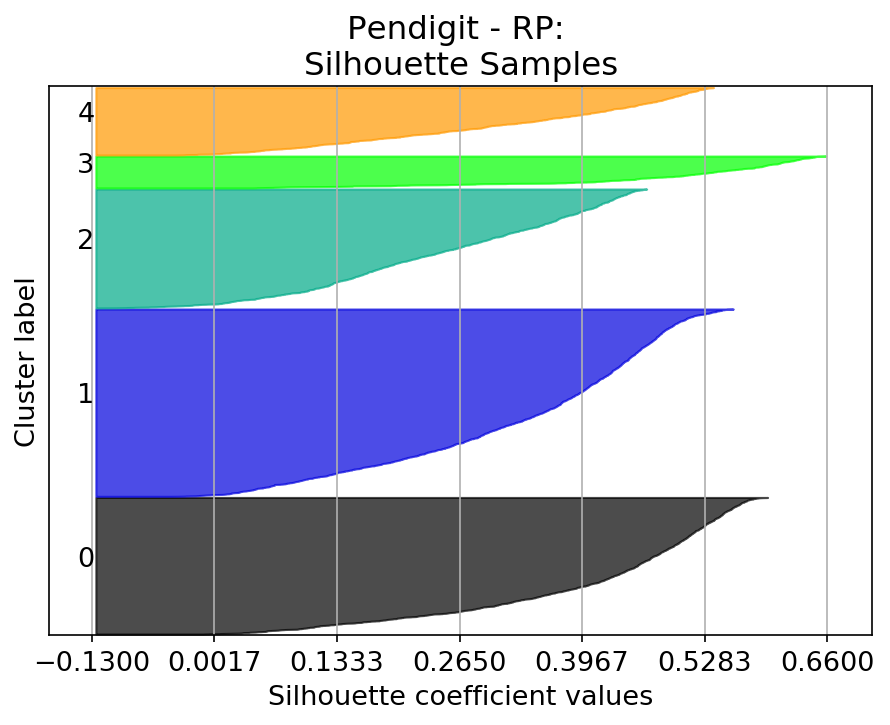 Pendigit - RP:
Silhouette Samples
4
3
2
1
0
Cluster label
−0.1300 0.0017 0.1333 0.2650 0.3967 0.5283 0.6600
Silhouette coefficient values